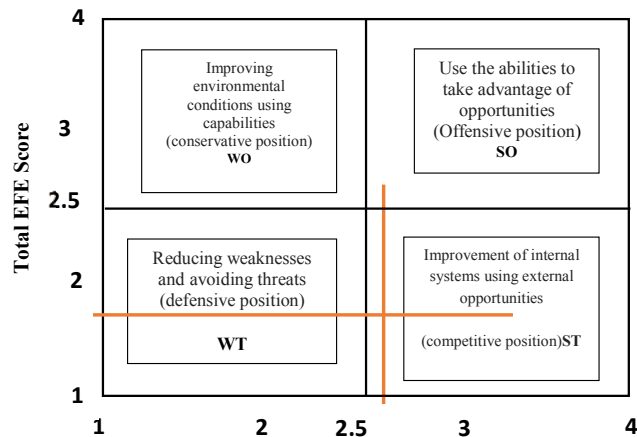 4
Improving
environmental
conditions using
capabilities
(conservative position)
WO
Use the abilities to
take advantage of
opportunities
(Offensive position)
SO
3
Total EFE Score
2.5
Reducing weaknesses
and avoiding threats
(defensive position)
WT
Improvement of internal
systems using external
opportunities
(competitive position)ST
2
1
1 2 2.5 3 4